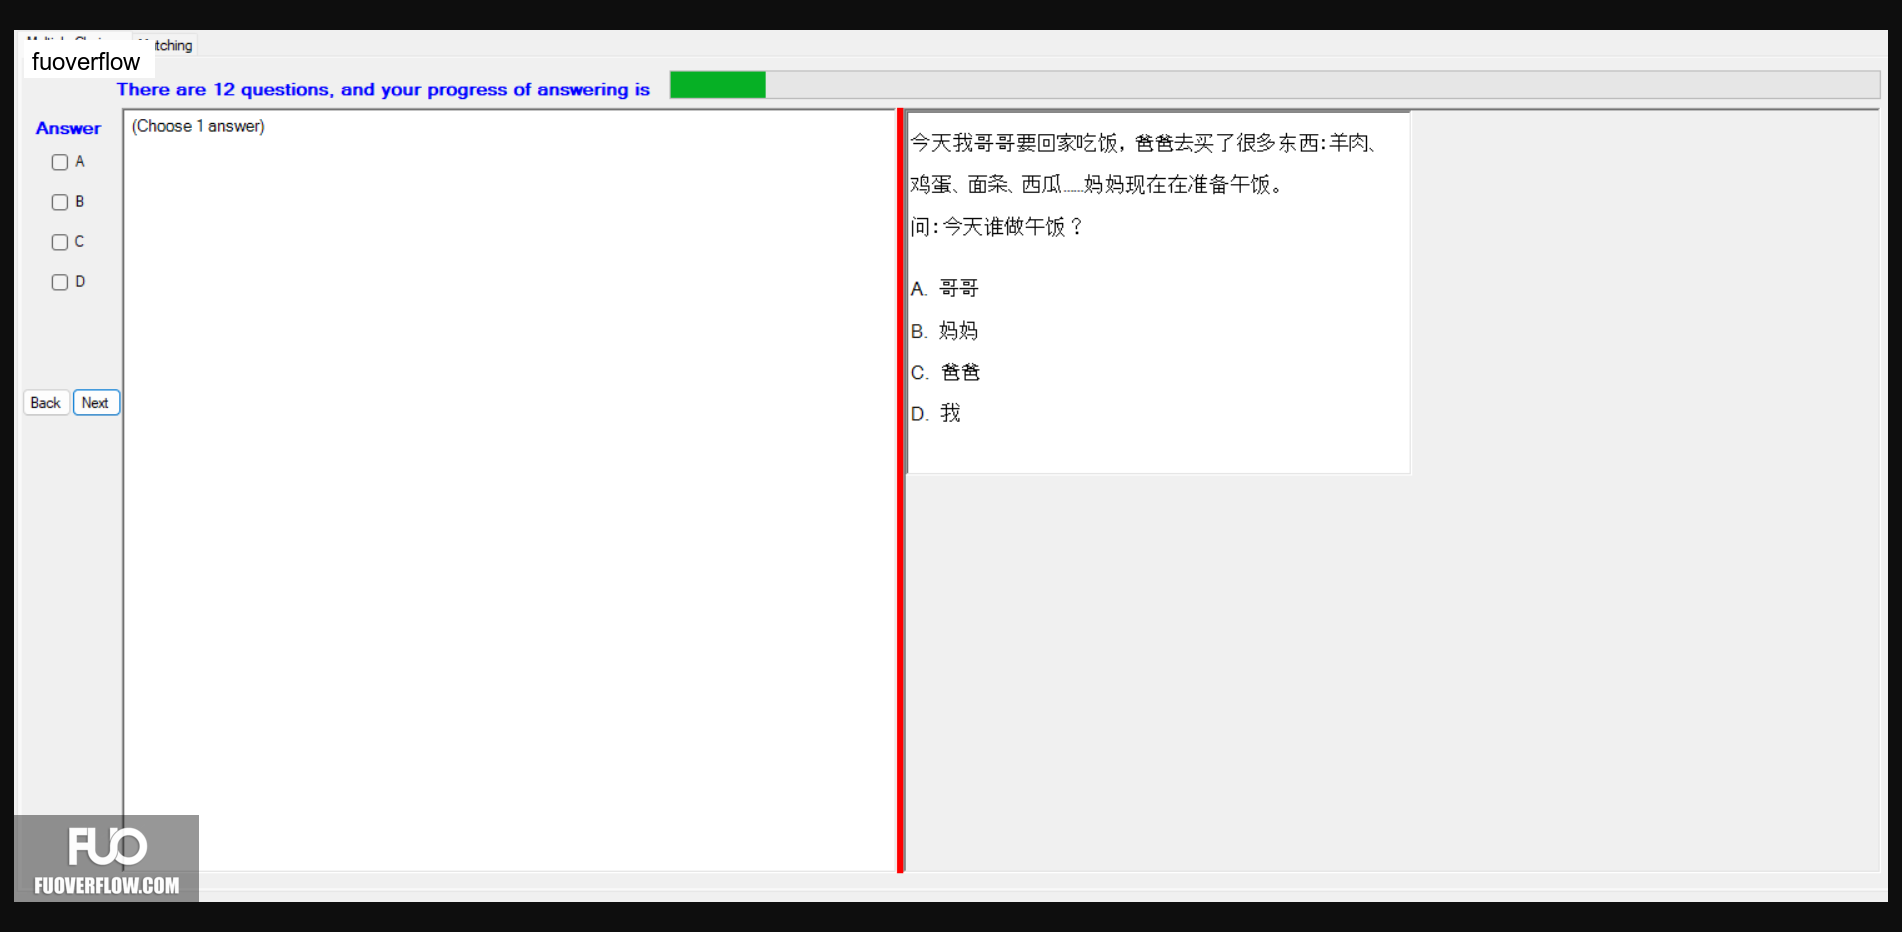 tching
fuoverflow
There are 12 questions, and your progress of answering is
Answer
(Choose 1 answer)
A
B
C
D
Back
Next
今天我哥哥要回家吃饭，爸爸去买了很多东西:羊肉、
鸡蛋、面条、西瓜......妈妈现在在准备午饭。
问:今天谁做午饭？
A. 哥哥
B. 妈妈
C. 爸爸
D. 我
FUO
FUOVERFLOW.COM